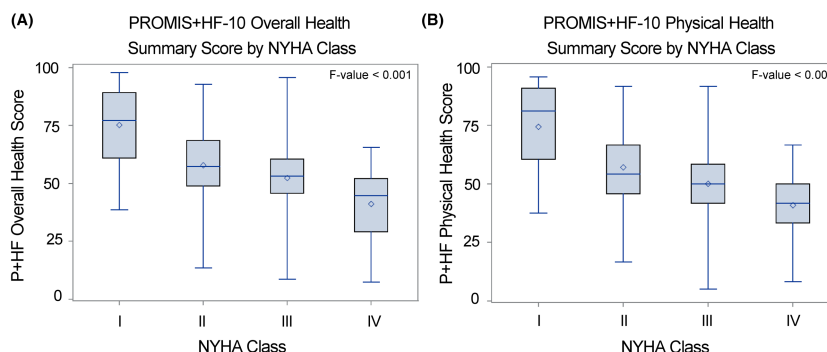 (A)
PROMIS+HF-10 Overall Health
Summary Score by NYHA Class
F-value < 0.001
P+HF Overall Health Score
100
75
50
25
0
I II III IV
NYHA Class
(B)
PROMIS+HF-10 Physical Health
Summary Score by NYHA Class
F-value < 0.00
P+HF Physical Health Score
100
75
50
25
0
I II III IV
NYHA Class